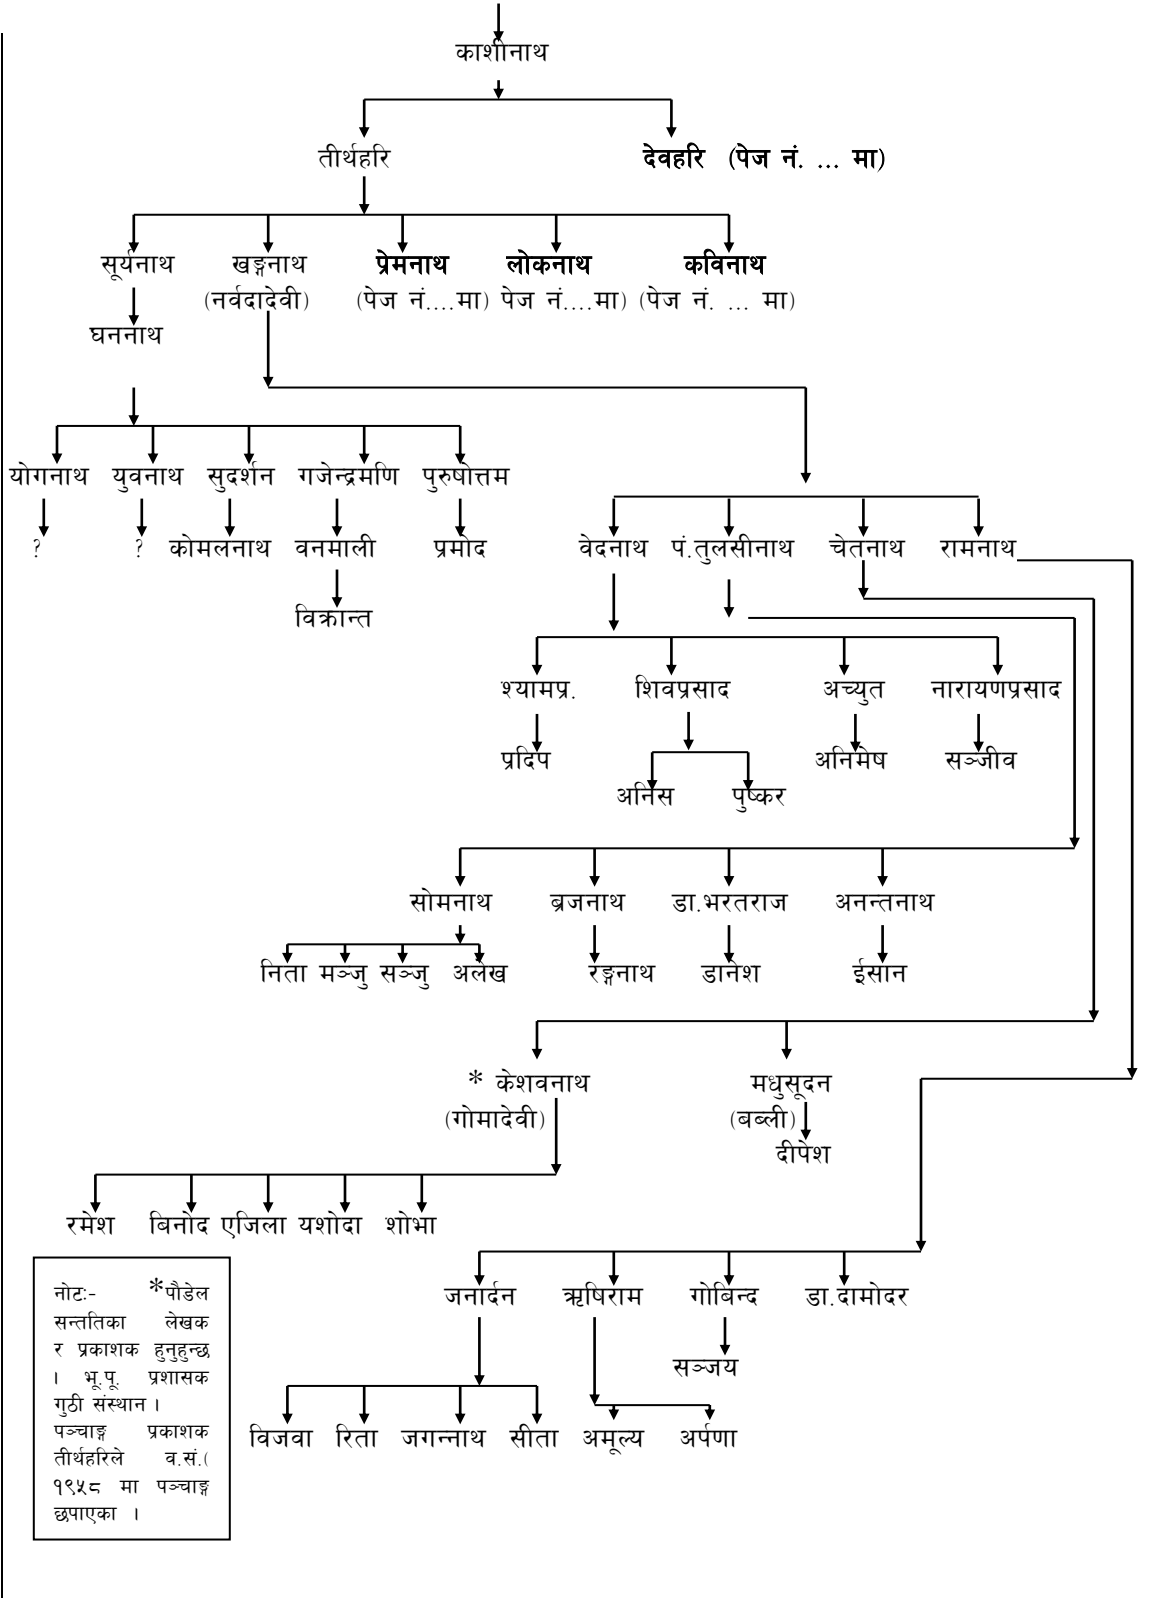 काशीनाथ
तीर्थहरि देवहरि (पेज नं. ... मा)
सूर्यनाथ खङ्गनाथ प्रेमनाथ लोकनाथ कविनाथ
(नर्वदादेवी) (पेज नं....मा) पेज नं....मा) (पेज नं. ... मा)
घननाथ
योगनाथ युवनाथ सुदर्शन गजेन्द्रमणि पुरुषोत्तम
? ? कोमलनाथ वनमाली प्रमोद वेदनाथ पं.तुलसीनाथ चेतनाथ रामनाथ
विक्रान्त
श्यामप्र. शिवप्रसाद अच्युत नारायणप्रसाद
प्रदिप अनिमेष सञ्जीव
अनिस पुष्कर
सोमनाथ ब्रजनाथ डा.भरतराज अनन्तनाथ
निता मञ्जु सञ्जु अलेख रङ्गनाथ डानेश ईसान
* केशवनाथ मधुसूदन
(गोमादेवी) (बब्ली)
दीपेश
रमेश बिनोद एजिला यशोदा शोभा
जनार्दन ऋषिराम गोबिन्द डा.दामोदर
सञ्जय
विजवा रिता जगन्नाथ सीता अमूल्य अर्पणा
नोटः- *पौडेल
सन्ततिका लेखक
र प्रकाशक हुनुहुन्छ
। भू.पू. प्रशासक
गुठी संस्थान ।
पञ्चाङ्ग प्रकाशक
तीर्थहरिले व.सं.(
१९५८ मा पञ्चाङ्ग
छपाएका ।